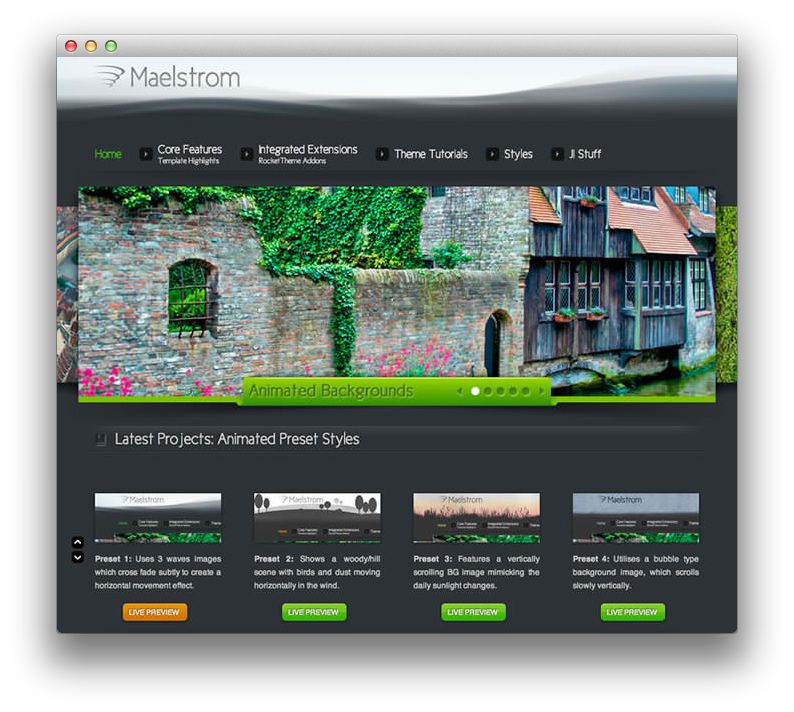 Maelstrom
Home
Core Features
Template Highlights
Integrated Extensions
RocketTheme Addons
Theme Tutorials
Styles
J! Stuff
Animated Backgrounds
Latest Projects: Animated Preset Styles
Maelstrom
Maelstrom
Maelstrom
Maelstrom
Preset 1: Uses 3 waves images
which cross fade subtly to create a
horizontal movement effect.
LIVE PREVIEW
Preset 2: Shows a woody/hill
scene with birds and dust moving
horizontally in the wind.
LIVE PREVIEW
Preset 3: Features a vertically
scrolling BG image mimicking the
daily sunlight changes.
LIVE PREVIEW
Preset 4: Utilises a bubble type
background image, which scrolls
slowly vertically.
LIVE PREVIEW